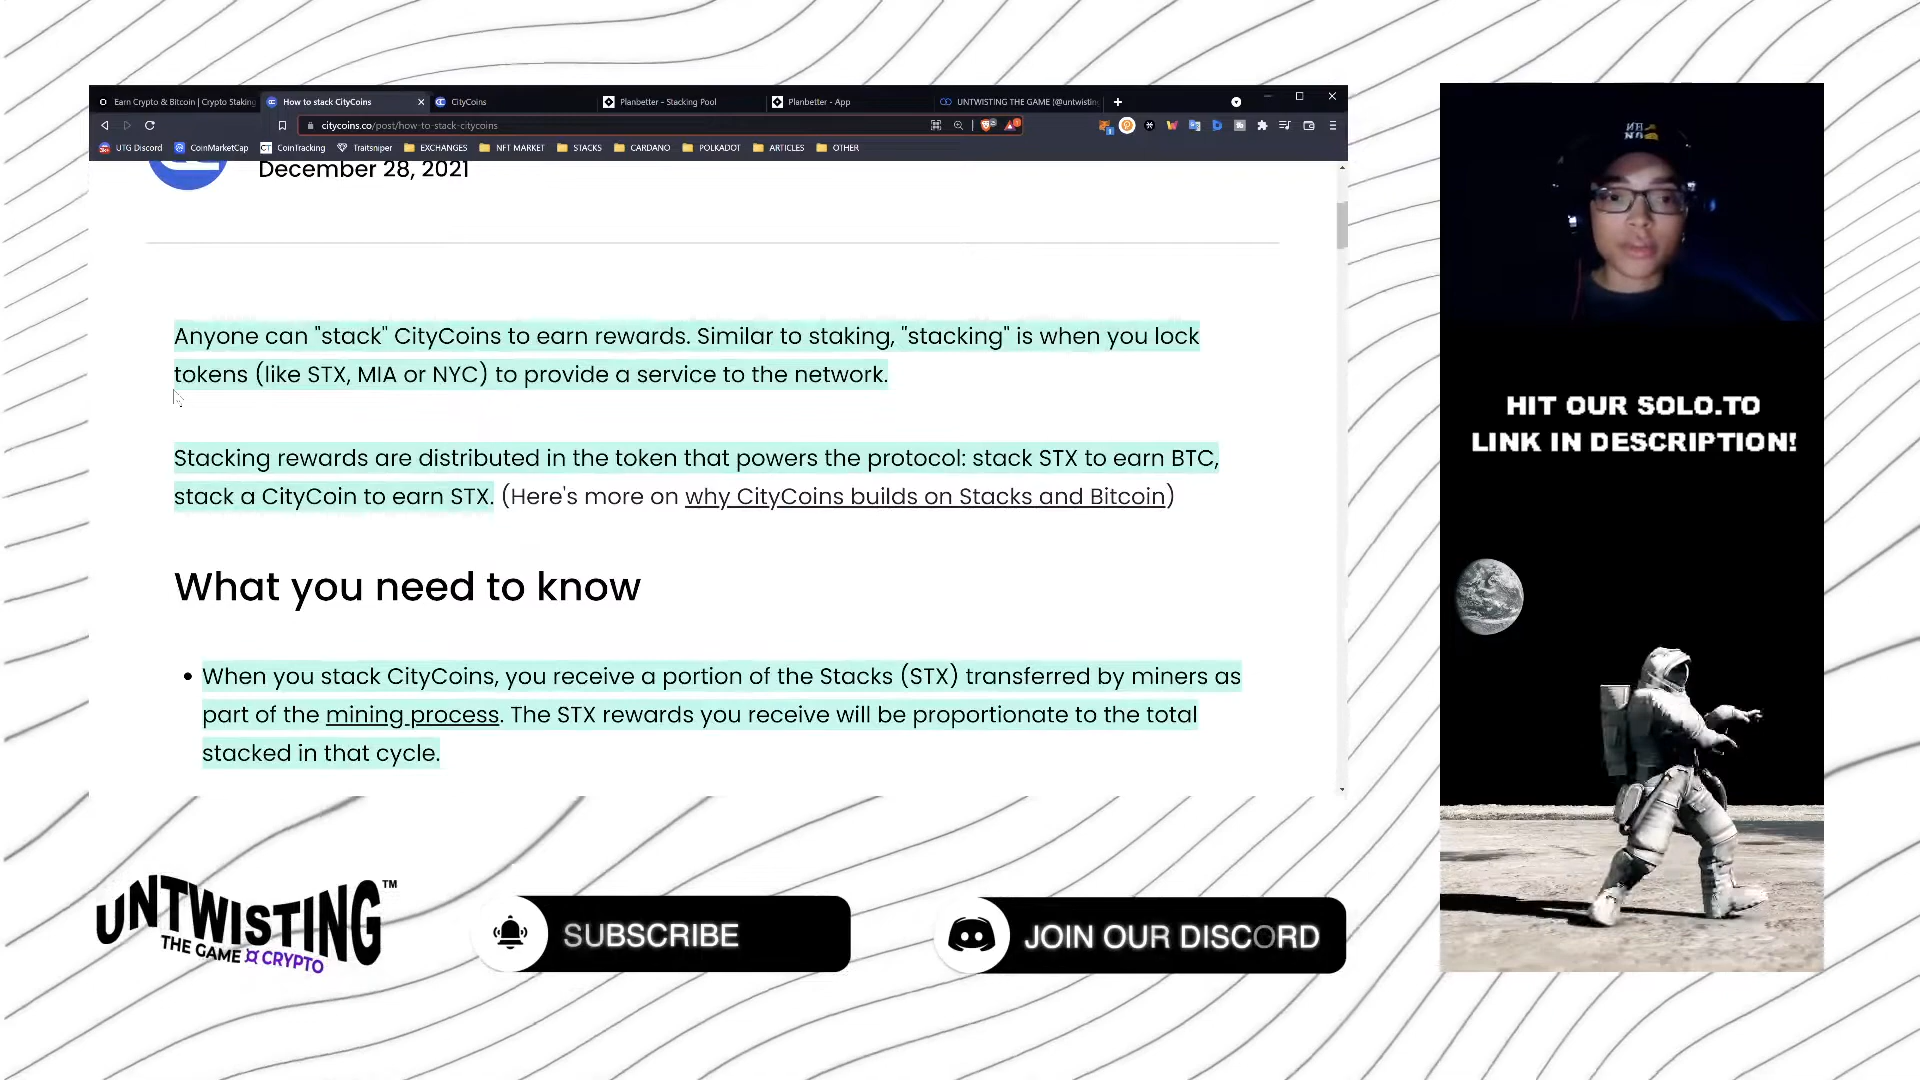 Earn Crypto & Bitcoin | Crypto Staking
How to stack CityCoins
CityCoins
Planbetter - Stacking Pool
Planbetter - App
UNTWISTING THE GAME (@untwistin
citycoins.co/post/how-to-stack-citycoins
UTG Discord
CoinMarketCap
CoinTracking
Traitsniper
EXCHANGES
NFT MARKET
STACKS
CARDANO
POLKADOT
ARTICLES
OTHER
December 28, 2021
Anyone can "stack" CityCoins to earn rewards. Similar to staking, "stacking" is when you lock
tokens (like STX, MIA or NYC) to provide a service to the network.
Stacking rewards are distributed in the token that powers the protocol: stack STX to earn BTC,
stack a CityCoin to earn STX. (Here's more on why CityCoins builds on Stacks and Bitcoin)
What you need to know
• When you stack CityCoins, you receive a portion of the Stacks (STX) transferred by miners as
part of the mining process. The STX rewards you receive will be proportionate to the total
stacked in that cycle.
HIT OUR SOLO.TO
LINK IN DESCRIPTION!
UNTWISTING™
THE GAME CRYPTO
SUBSCRIBE
JOIN OUR DISCORD